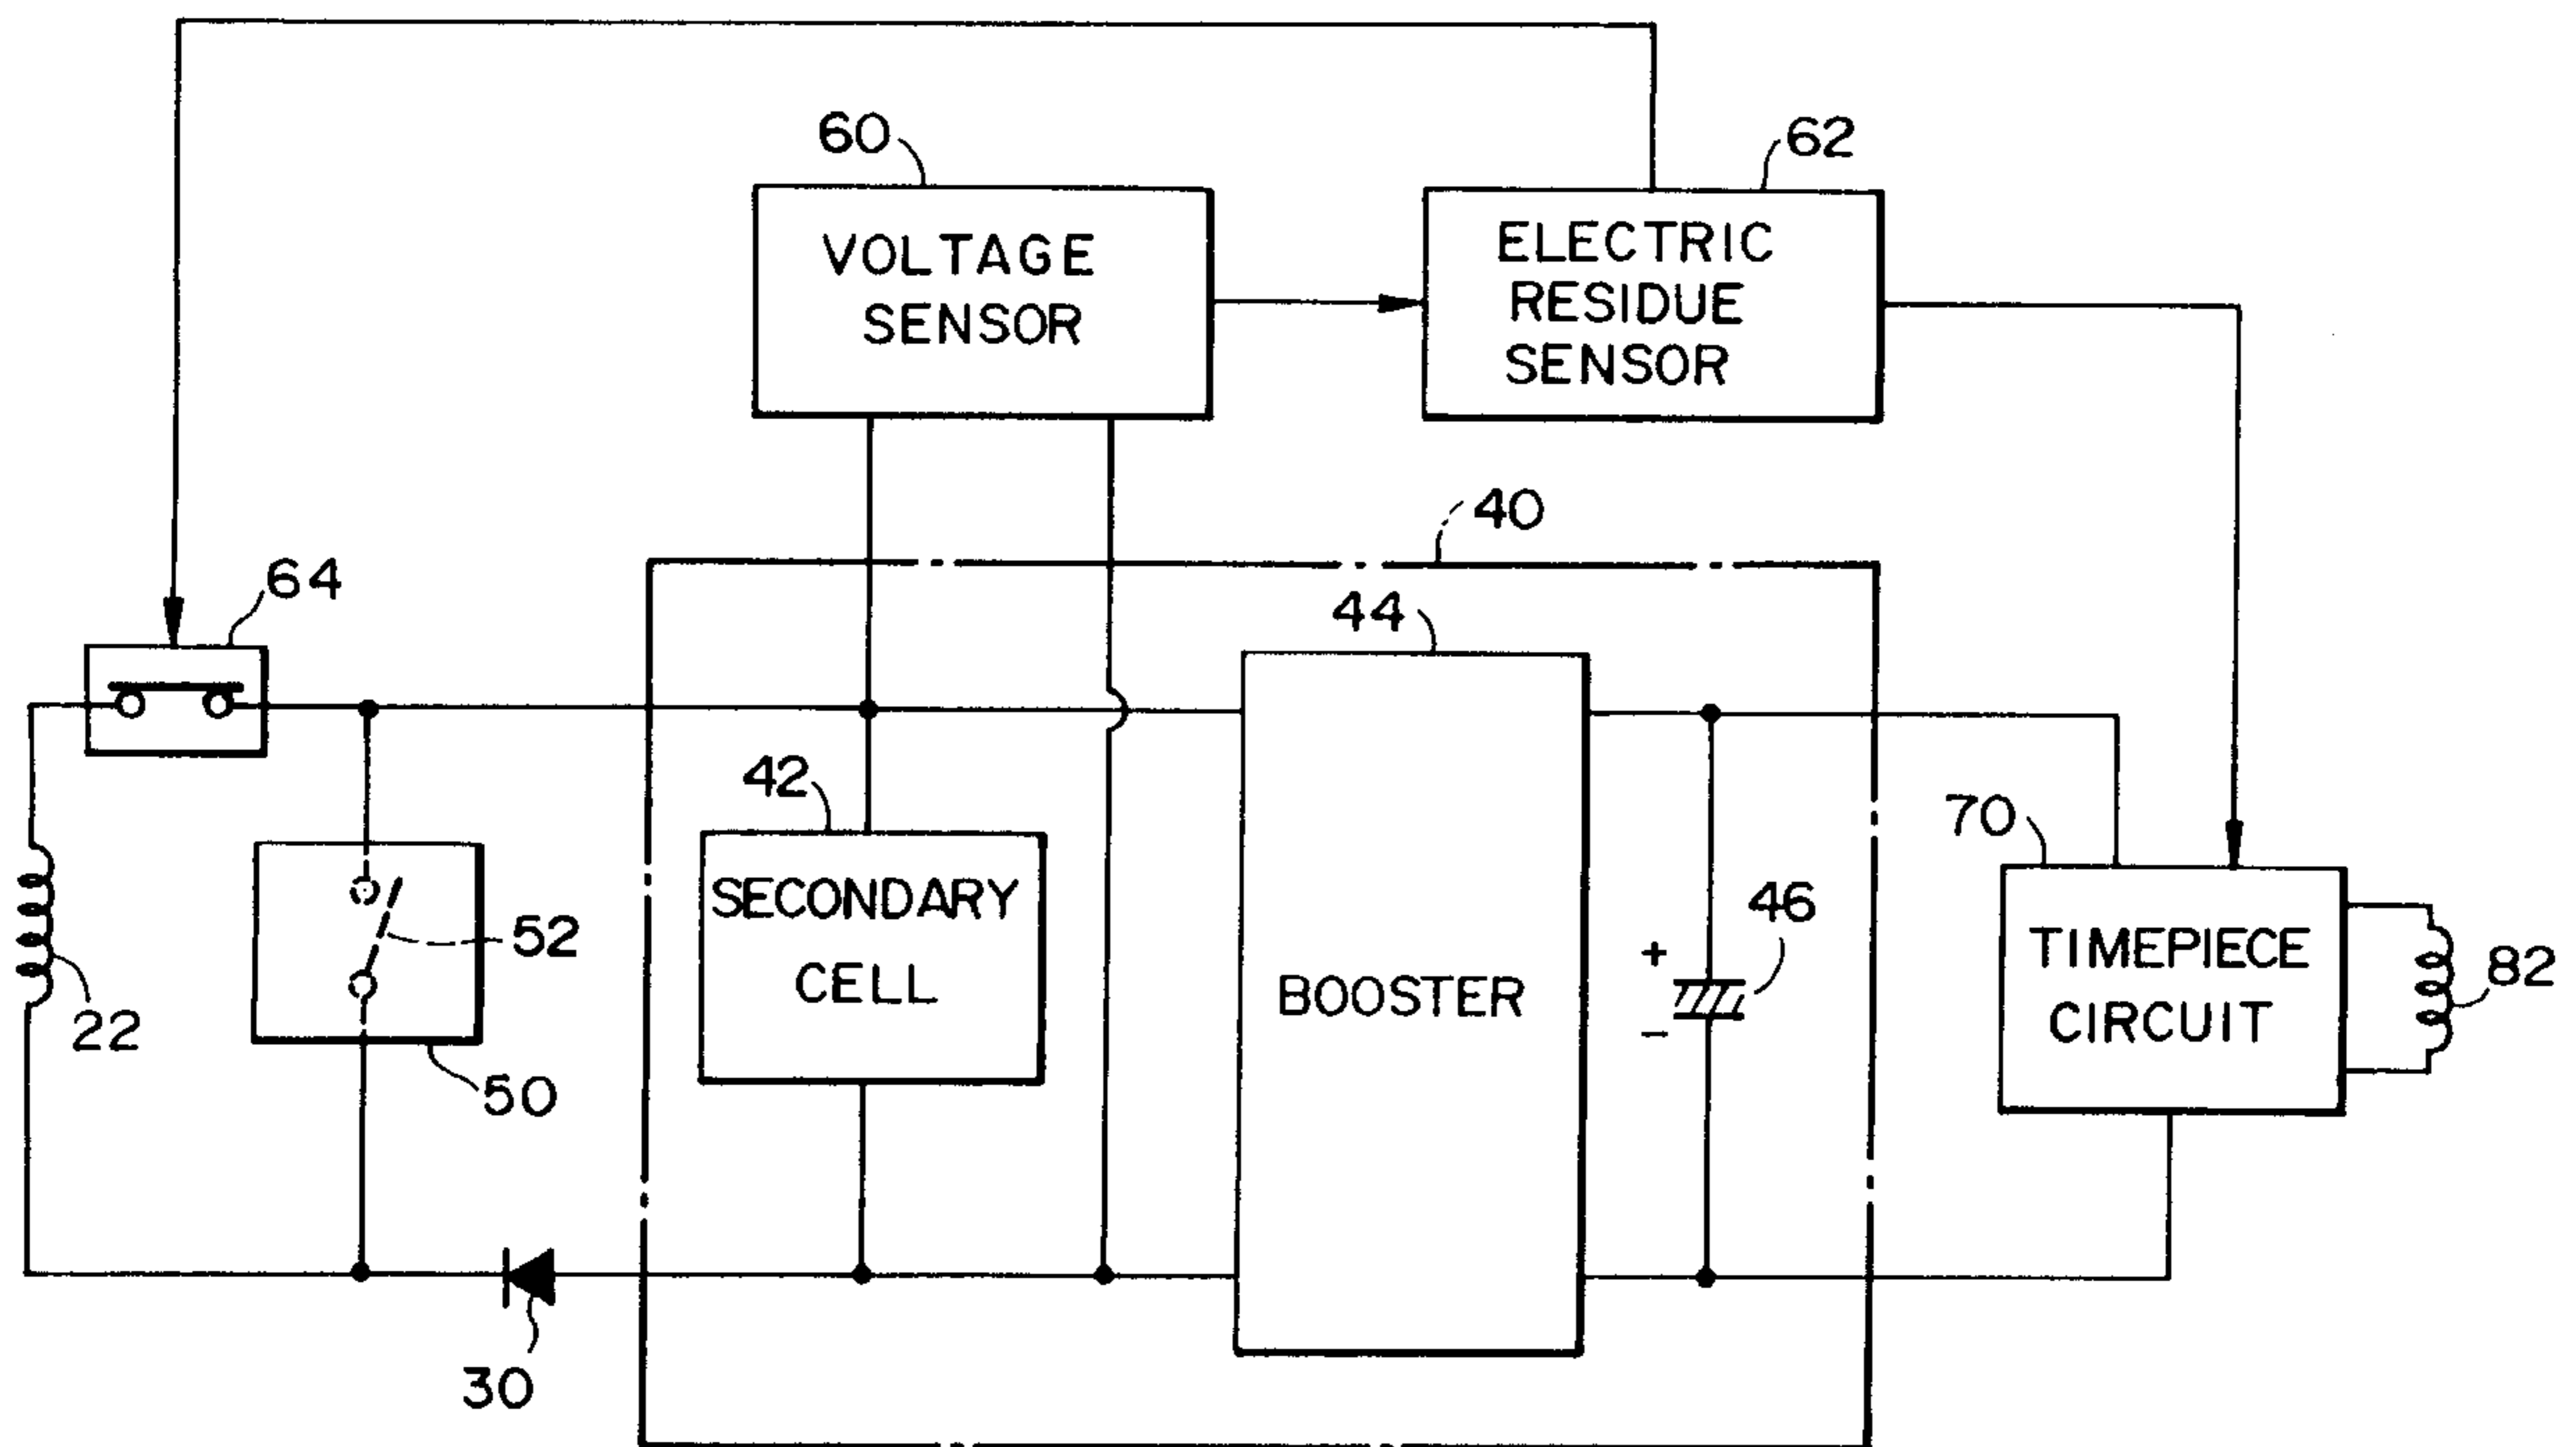 60
62
VOLTAGE
SENSOR
ELECTRIC
RESIDUE
SENSOR
40
64
44
42
70
SECONDARY
CELL
52
46
+
-
BOOSTER
TIMEPIECE
CIRCUIT
82
22
50
30